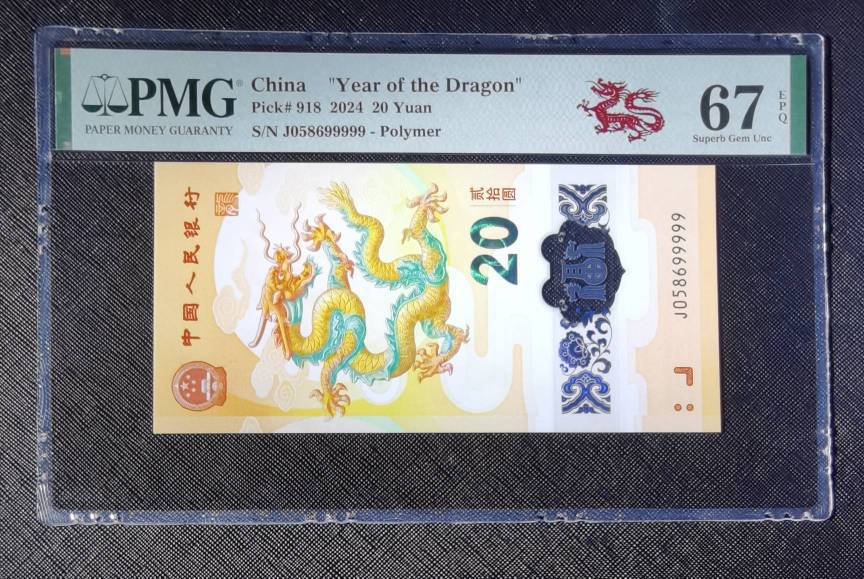 PMG®
PAPER MONEY GUARANTY
China "Year of the Dragon"
Pick# 918 2024 20 Yuan
S/N J058699999 - Polymer
67
EPQ
Superb Gem Unc
中国人民银行
贰拾圆
20
福
J058699999